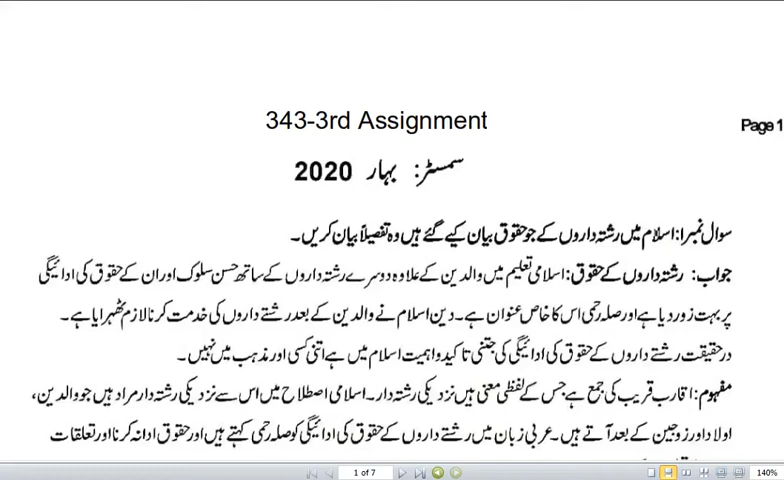 343-3rd Assignment
Page 1
سمسٹر: بہار 2020
سوال نمبر۱: اسلام میں رشتہ داروں کے جو حقوق بیان کیے گئے ہیں وہ تفصیلاً بیان کریں۔
جواب: رشتہ داروں کے حقوق: اسلامی تعلیم میں والدین کے علاوہ دوسرے رشتہ داروں کے ساتھ حسن سلوک اور ان کے حقوق کی ادائیگی
پر بہت زور دیا ہے اور صلہ رحمی اس کا خاص عنوان ہے۔ دین اسلام نے والدین کے بعد رشتے داروں کی خدمت کرنا لازم ٹھہرایا ہے۔
درحقیقت رشتے داروں کے حقوق کی ادائیگی کی جتنی تاکید و اہمیت اسلام میں ہے اتنی کسی اور مذہب میں نہیں۔
مفہوم: اقارب قریب کی جمع ہے جس کے لفظی معنی ہیں نزدیکی رشتہ دار۔ اسلامی اصطلاح میں اس سے نزدیکی رشتہ دار مراد ہیں جو والدین،
اولاد اور زوجین کے بعد آتے ہیں۔ عربی زبان میں رشتے داروں کے حقوق کی ادائیگی کو صلہ رحمی کہتے ہیں اور حقوق ادا نہ کرنا اور تعلقات
1 of 7
140%